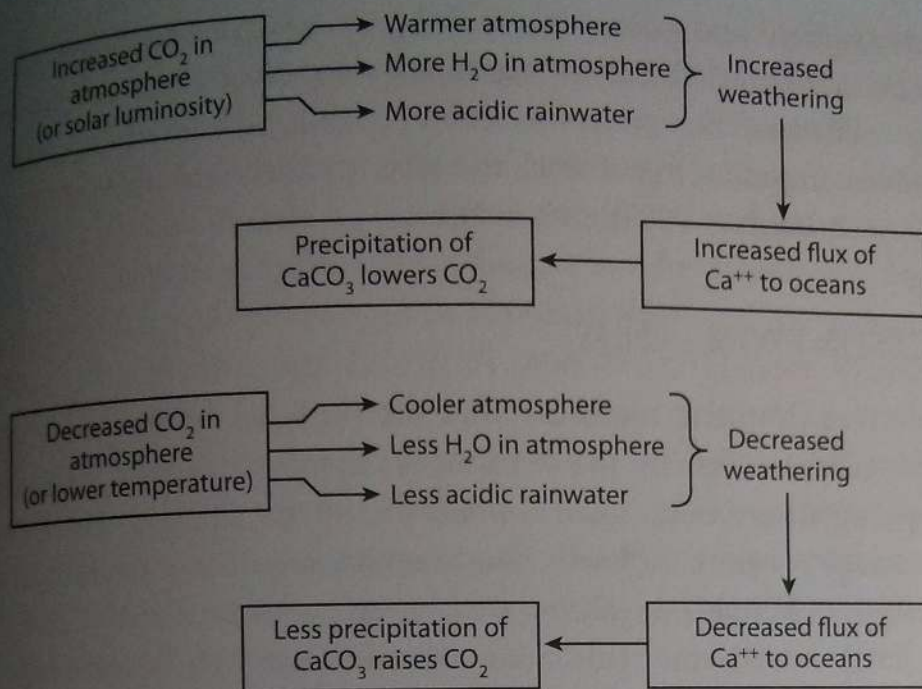 Increased CO₂ in
atmosphere
(or solar luminosity)
Warmer atmosphere
More H₂O in atmosphere
More acidic rainwater
Increased
weathering
Increased flux of
Ca⁺⁺ to oceans
Precipitation of
CaCO₃ lowers CO₂
Decreased CO₂ in
atmosphere
(or lower temperature)
Cooler atmosphere
Less H₂O in atmosphere
Less acidic rainwater
Decreased
weathering
Decreased flux of
Ca⁺⁺ to oceans
Less precipitation of
CaCO₃ raises CO₂